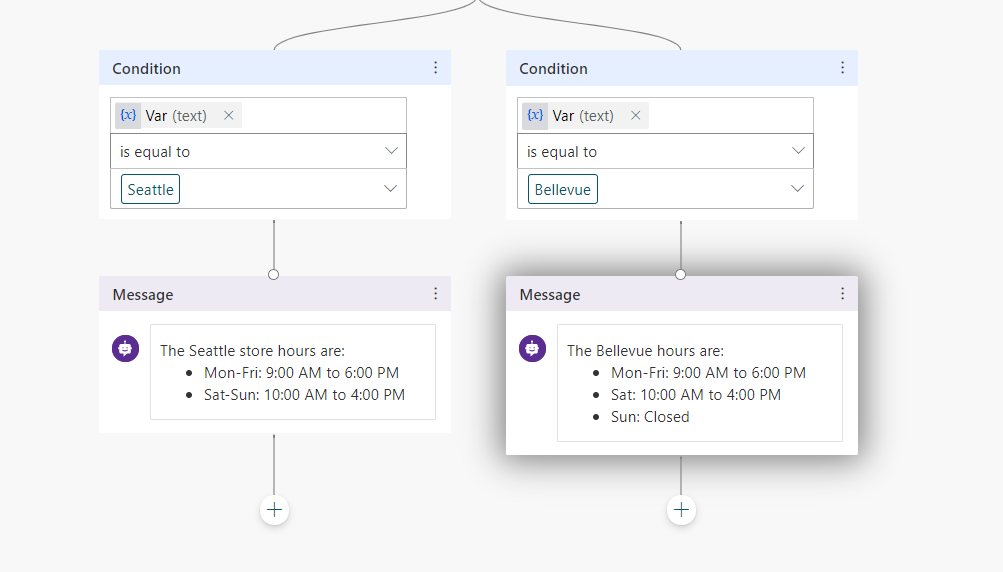 Condition
{x} Var (text)
is equal to
Seattle
Message
The Seattle store hours are:
• Mon-Fri: 9:00 AM to 6:00 PM
• Sat-Sun: 10:00 AM to 4:00 PM
Condition
{x} Var (text)
is equal to
Bellevue
Message
The Bellevue hours are:
• Mon-Fri: 9:00 AM to 6:00 PM
• Sat: 10:00 AM to 4:00 PM
• Sun: Closed